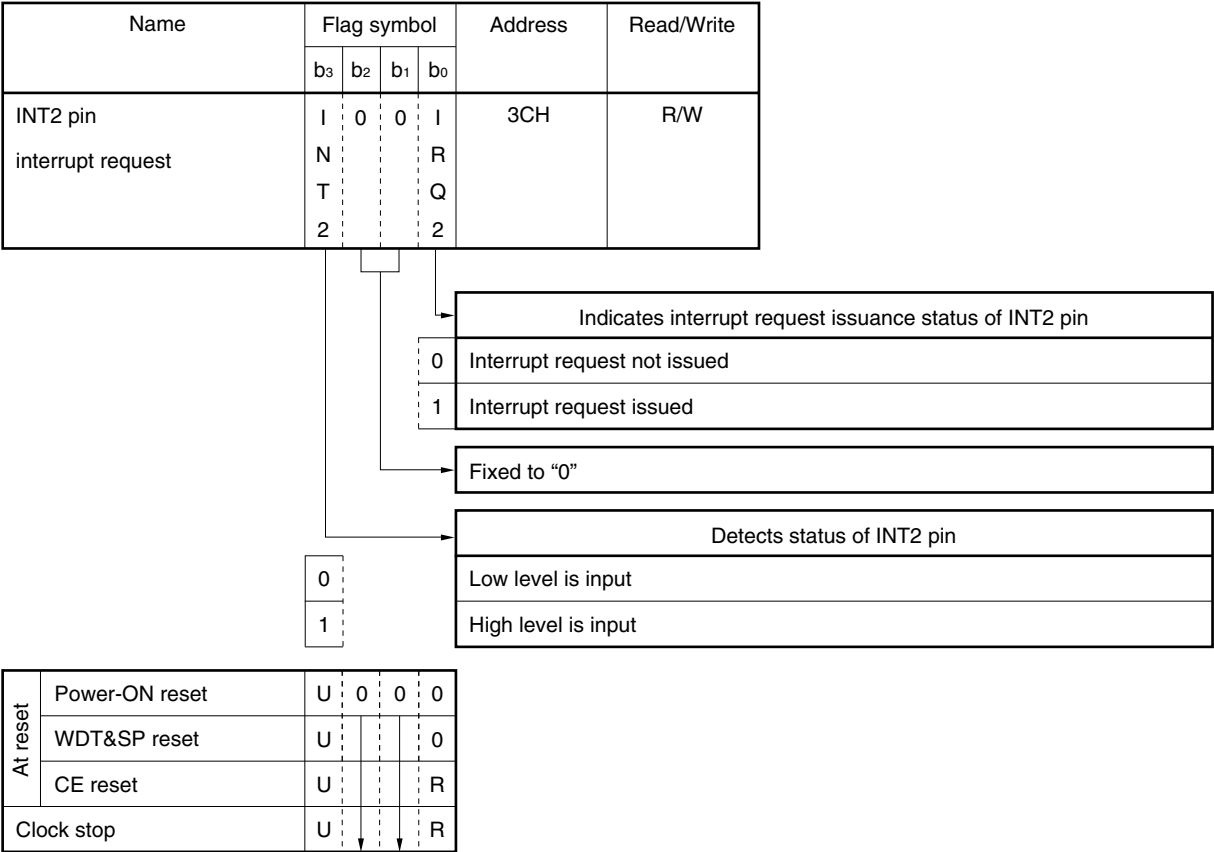 Name Flag symbol Address Read/Write
b3 b2 b1 b0
INT2 pin I 0 0 I 3CH R/W
interrupt request N R
T Q
2 2
Indicates interrupt request issuance status of INT2 pin
0 Interrupt request not issued
1 Interrupt request issued
Fixed to “0”
Detects status of INT2 pin
0 Low level is input
1 High level is input
At reset
Power-ON reset U 0 0 0
WDT&SP reset U 0
CE reset U R
Clock stop U R